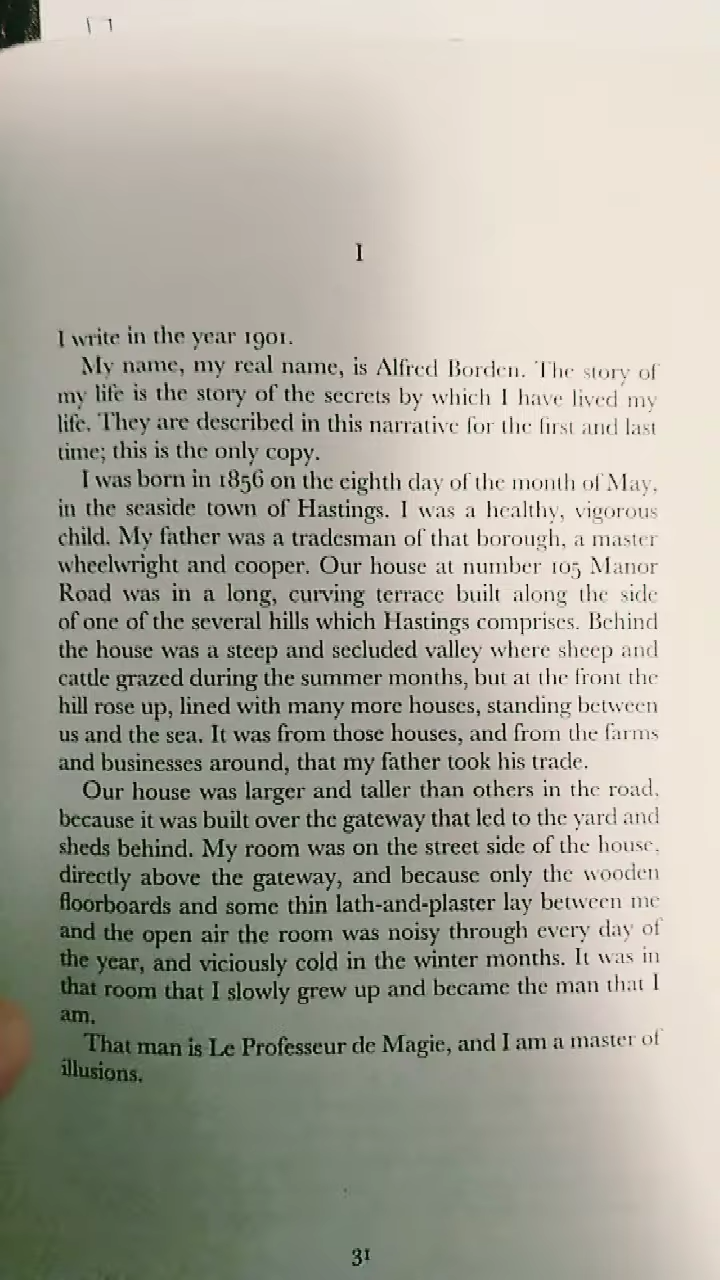 I
I write in the year 1901.
My name, my real name, is Alfred Borden. The story of
my life is the story of the secrets by which I have lived my
life. They are described in this narrative for the first and last
time; this is the only copy.
I was born in 1856 on the eighth day of the month of May,
in the seaside town of Hastings. I was a healthy, vigorous
child. My father was a tradesman of that borough, a master
wheelwright and cooper. Our house at number 105 Manor
Road was in a long, curving terrace built along the side
of one of the several hills which Hastings comprises. Behind
the house was a steep and secluded valley where sheep and
cattle grazed during the summer months, but at the front the
hill rose up, lined with many more houses, standing between
us and the sea. It was from those houses, and from the farms
and businesses around, that my father took his trade.
Our house was larger and taller than others in the road,
because it was built over the gateway that led to the yard and
sheds behind. My room was on the street side of the house,
directly above the gateway, and because only the wooden
floorboards and some thin lath-and-plaster lay between me
and the open air the room was noisy through every day of
the year, and viciously cold in the winter months. It was in
that room that I slowly grew up and became the man that I
am.
That man is Le Professeur de Magie, and I am a master of
illusions.
31